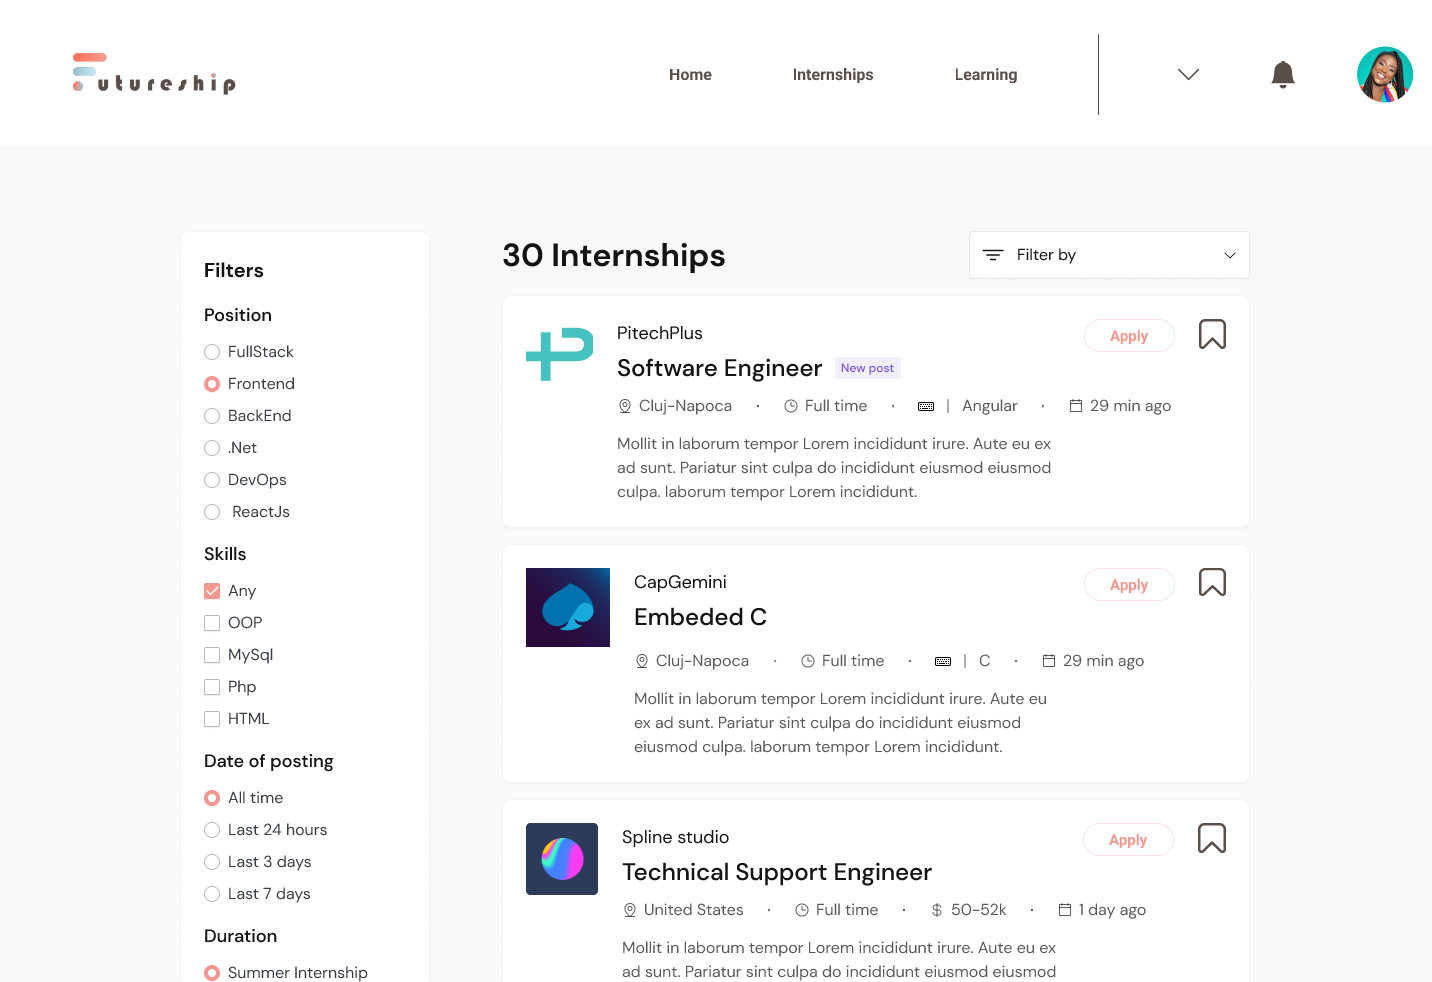 Futureship
Home
Internships
Learning
Filters
Position
FullStack
Frontend
BackEnd
.Net
DevOps
ReactJs
Skills
Any
OOP
MySql
Php
HTML
Date of posting
All time
Last 24 hours
Last 3 days
Last 7 days
Duration
Summer Internship
30 Internships
Filter by
PitechPlus
Apply
Software Engineer New post
Cluj-Napoca · Full time · | Angular · 29 min ago
Mollit in laborum tempor Lorem incididunt irure. Aute eu ex
ad sunt. Pariatur sint culpa do incididunt eiusmod eiusmod
culpa. laborum tempor Lorem incididunt.
CapGemini
Apply
Embeded C
Cluj-Napoca · Full time · | C · 29 min ago
Mollit in laborum tempor Lorem incididunt irure. Aute eu
ex ad sunt. Pariatur sint culpa do incididunt eiusmod
eiusmod culpa. laborum tempor Lorem incididunt.
Spline studio
Apply
Technical Support Engineer
United States · Full time · $ 50-52k · 1 day ago
Mollit in laborum tempor Lorem incididunt irure. Aute eu ex
ad sunt. Pariatur sint culpa do incididunt eiusmod eiusmod